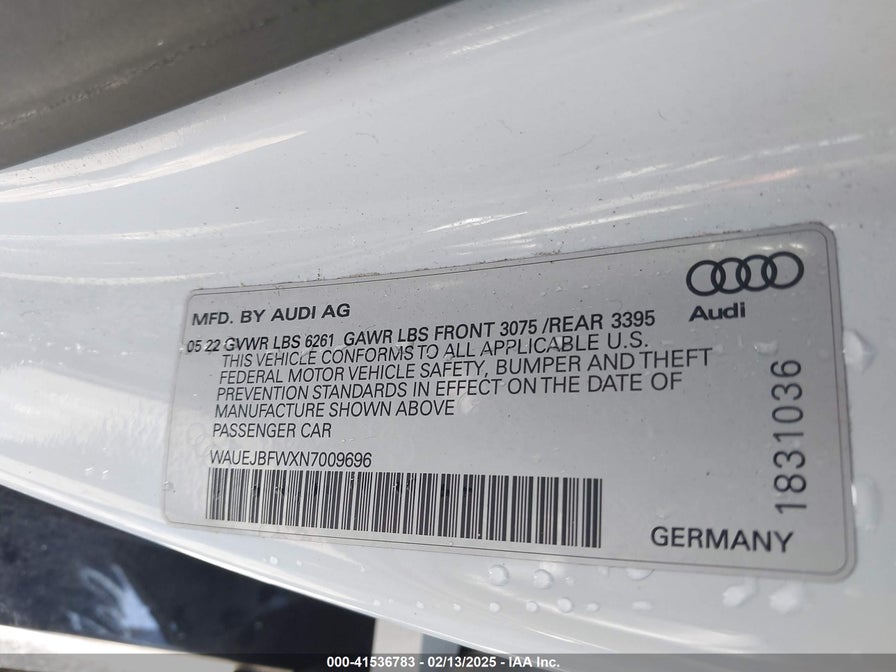 MFD. BY AUDI AG
Audi
05 22 GVWR LBS 6261 GAWR LBS FRONT 3075 /REAR 3395
THIS VEHICLE CONFORMS TO ALL APPLICABLE U.S.
FEDERAL MOTOR VEHICLE SAFETY, BUMPER AND THEFT
PREVENTION STANDARDS IN EFFECT ON THE DATE OF
MANUFACTURE SHOWN ABOVE
PASSENGER CAR
WAUEJBFWXN7009696
GERMANY
1831036
000-41536783 - 02/13/2025 - IAA Inc.